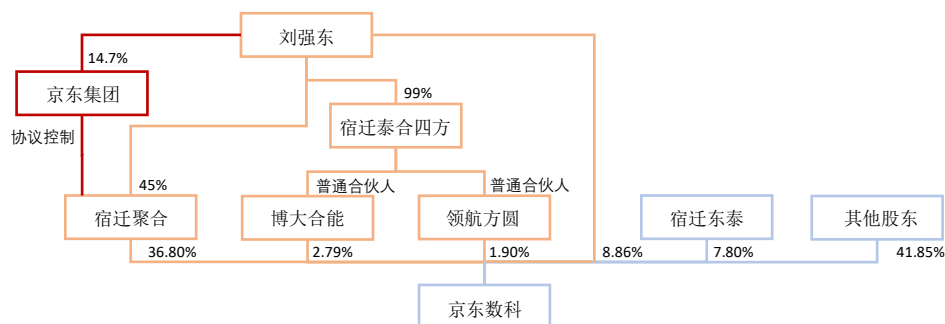 刘强东
14.7%
京东集团
99%
宿迁泰合四方
协议控制
45%
普通合伙人
普通合伙人
宿迁聚合
博大合能
领航方圆
宿迁东泰
其他股东
36.80%
2.79%
1.90%
8.86%
7.80%
41.85%
京东数科